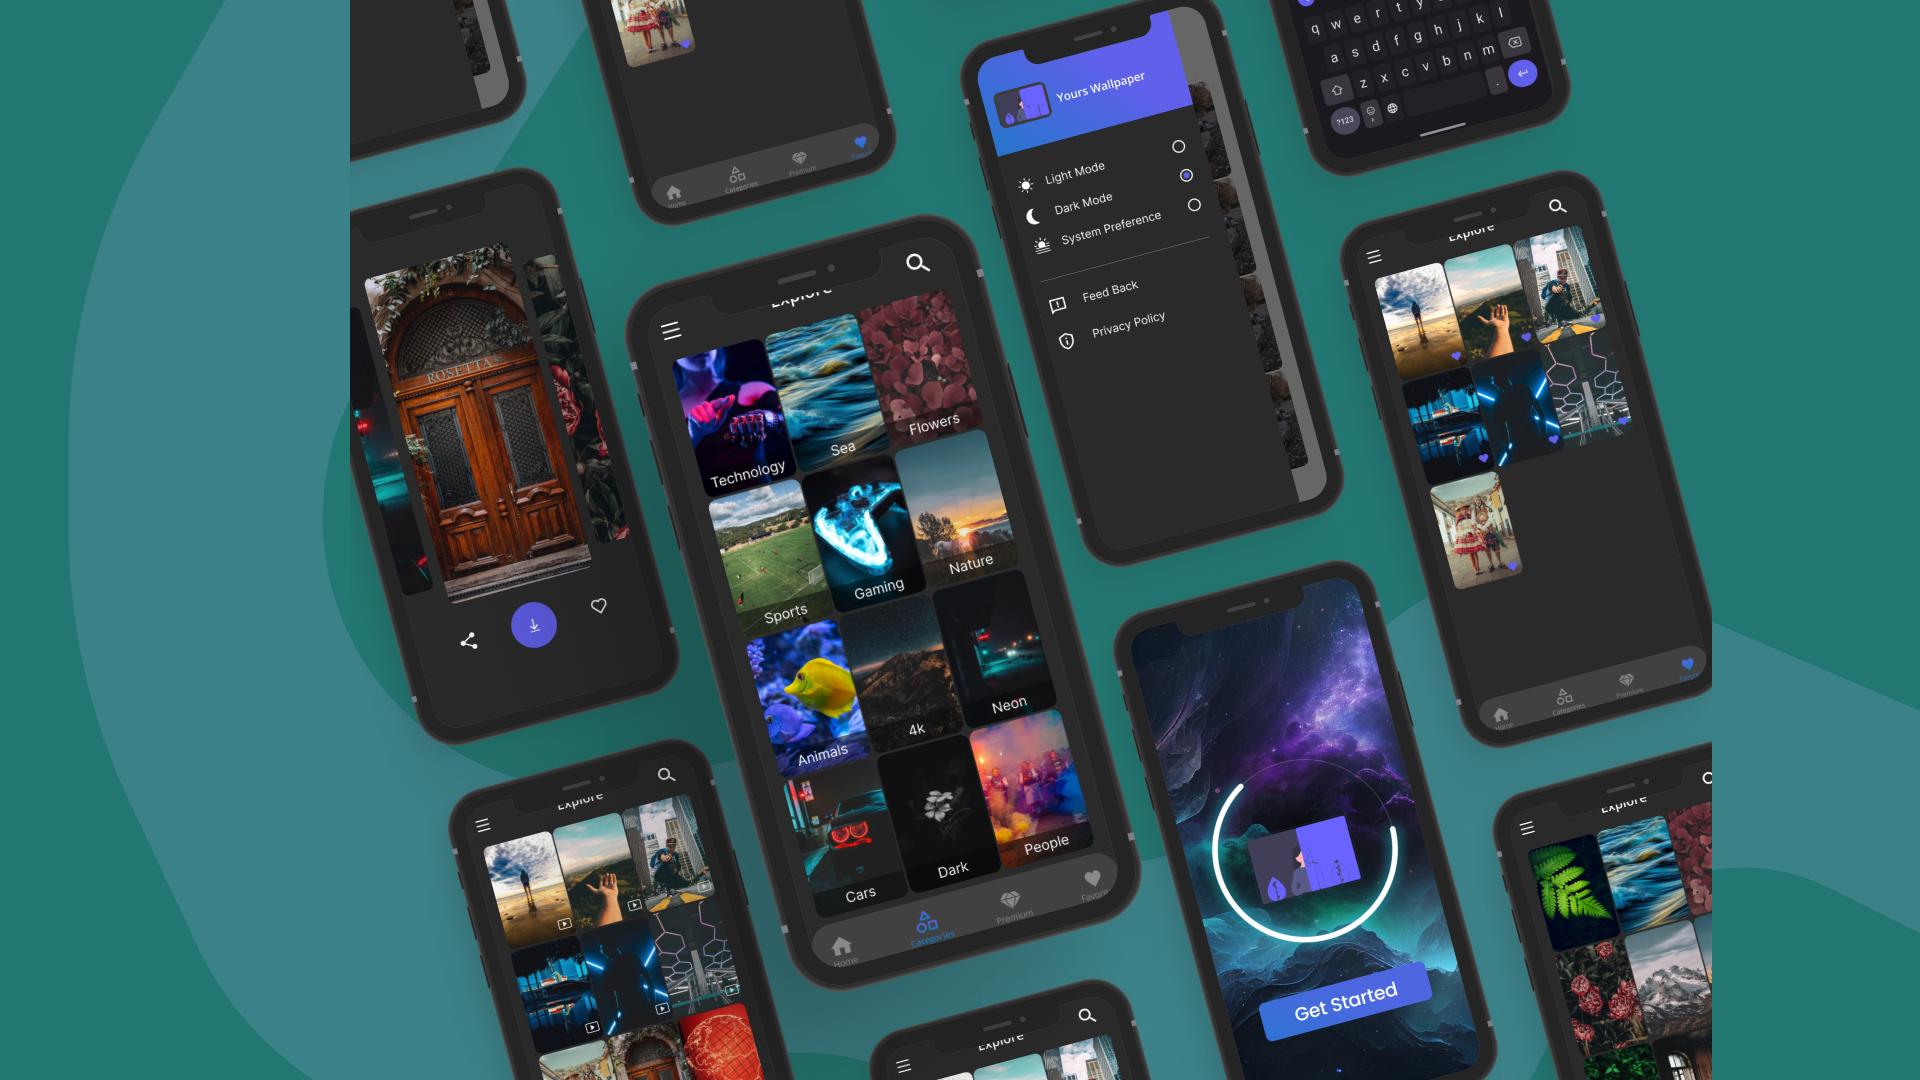 q w e r t y
a s d f g h j k l
z x c v b n m
?123 , .
Home
Categories
Premium
Yours Wallpaper
Light Mode
Dark Mode
System Preference
Feed Back
Privacy Policy
ROSETTA
Explore
Technology
Sea
Flowers
Sports
Gaming
Nature
Animals
4k
Neon
Cars
Dark
People
Home
Categories
Premium
Explore
Home
Categories
Premium
Explore
Get Started
Explore
Explore